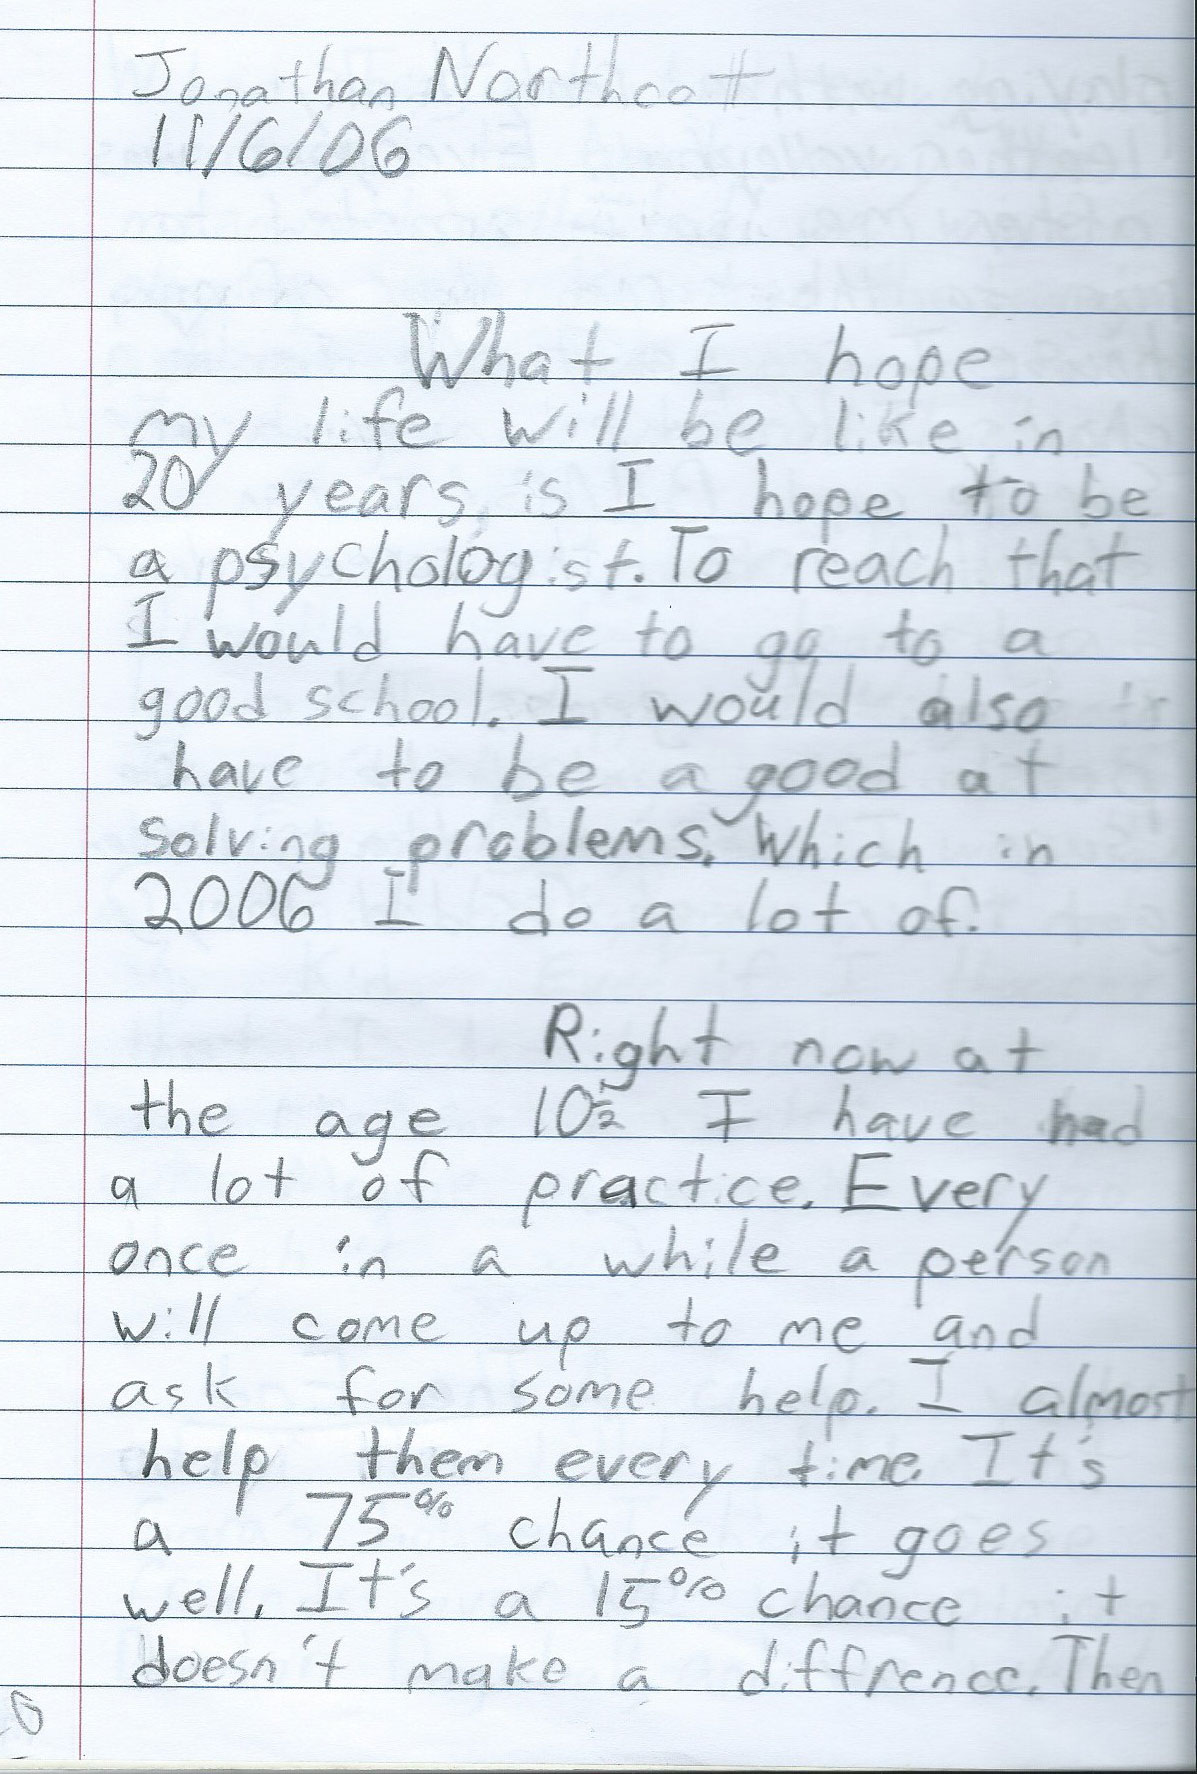 Jonathan Northcott
11/6/06
What I hope
my life will be like in
20 years, is I hope to be
a psychologist. To reach that
I would have to go to a
good school. I would also
have to be a good at
solving problems. Which in
2006 I do a lot of.
Right now at
the age 10½ I have had
a lot of practice. Every
once in a while a person
will come up to me and
ask for some help. I almost
help them every time. It's
a 75% chance it goes
well. It's a 15% chance it
doesn't make a diffrence. Then